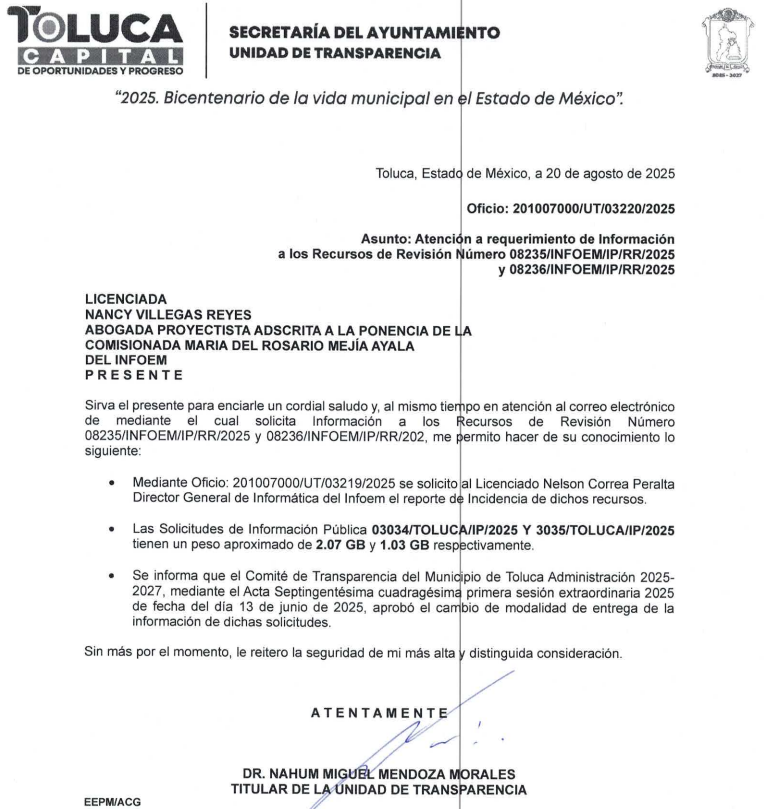 TOLUCA
CAPITAL
DE OPORTUNIDADES Y PROGRESO
SECRETARÍA DEL AYUNTAMIENTO
UNIDAD DE TRANSPARENCIA
2025 - 2027
“2025. Bicentenario de la vida municipal en el Estado de México”.
Toluca, Estado de México, a 20 de agosto de 2025
Oficio: 201007000/UT/03220/2025
Asunto: Atención a requerimiento de Información
a los Recursos de Revisión Número 08235/INFOEM/IP/RR/2025
y 08236/INFOEM/IP/RR/2025
LICENCIADA
NANCY VILLEGAS REYES
ABOGADA PROYECTISTA ADSCRITA A LA PONENCIA DE LA
COMISIONADA MARIA DEL ROSARIO MEJÍA AYALA
DEL INFOEM
P R E S E N T E
Sirva el presente para enciarle un cordial saludo y, al mismo tiempo en atención al correo electrónico
de mediante el cual solicita Información a los Recursos de Revisión Número
08235/INFOEM/IP/RR/2025 y 08236/INFOEM/IP/RR/202, me permito hacer de su conocimiento lo
siguiente:
• Mediante Oficio: 201007000/UT/03219/2025 se solicito al Licenciado Nelson Correa Peralta
Director General de Informática del Infoem el reporte de Incidencia de dichos recursos.
• Las Solicitudes de Información Pública 03034/TOLUCA/IP/2025 Y 3035/TOLUCA/IP/2025
tienen un peso aproximado de 2.07 GB y 1.03 GB respectivamente.
• Se informa que el Comité de Transparencia del Municipio de Toluca Administración 2025-
2027, mediante el Acta Septingentésima cuadragésima primera sesión extraordinaria 2025
de fecha del día 13 de junio de 2025, aprobó el cambio de modalidad de entrega de la
información de dichas solicitudes.
Sin más por el momento, le reitero la seguridad de mi más alta y distinguida consideración.
A T E N T A M E N T E
DR. NAHUM MIGUEL MENDOZA MORALES
TITULAR DE LA UNIDAD DE TRANSPARENCIA
EEPM/ACG